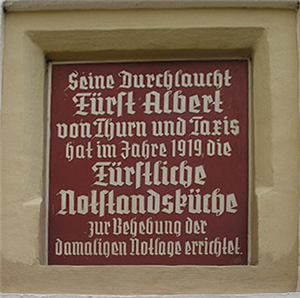 Seine Durchlaucht
Fürst Albert
von Thurn und Taxis
hat im Jahre 1919 die
Fürstliche
Notstandsküche
zur Behebung der
damaligen Notlage errichtet.